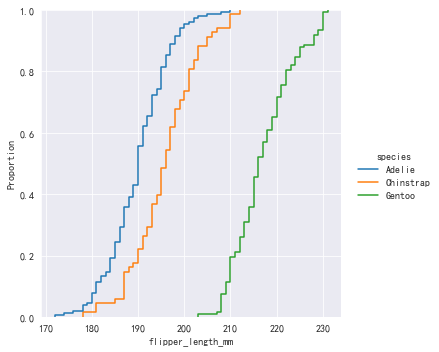 1.0
0.8
0.6
0.4
0.2
0.0
Proportion
170 180 190 200 210 220 230
flipper_length_mm
species
Adelie
Chinstrap
Gentoo